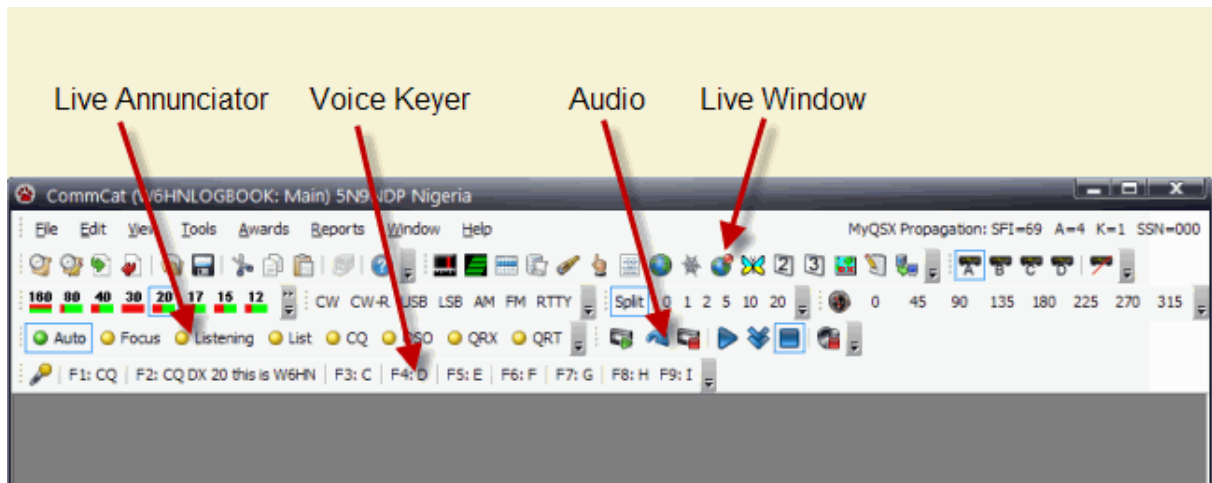 Live Annunciator Voice Keyer Audio Live Window
CommCat (W6HNLOGBOOK: Main) 5N9NDP Nigeria
File Edit View Tools Awards Reports Window Help MyQSX Propagation: SFI=69 A=4 K=1 SSN=000
2 3 A B C D
160 80 40 30 20 17 15 12 CW CW-R USB LSB AM FM RTTY Split 0 1 2 5 10 20 0 45 90 135 180 225 270 315
Auto Focus Listening List CQ QSO QRX QRT
F1: CQ F2: CQ DX 20 this is W6HN F3: C F4: D F5: E F6: F F7: G F8: H F9: I